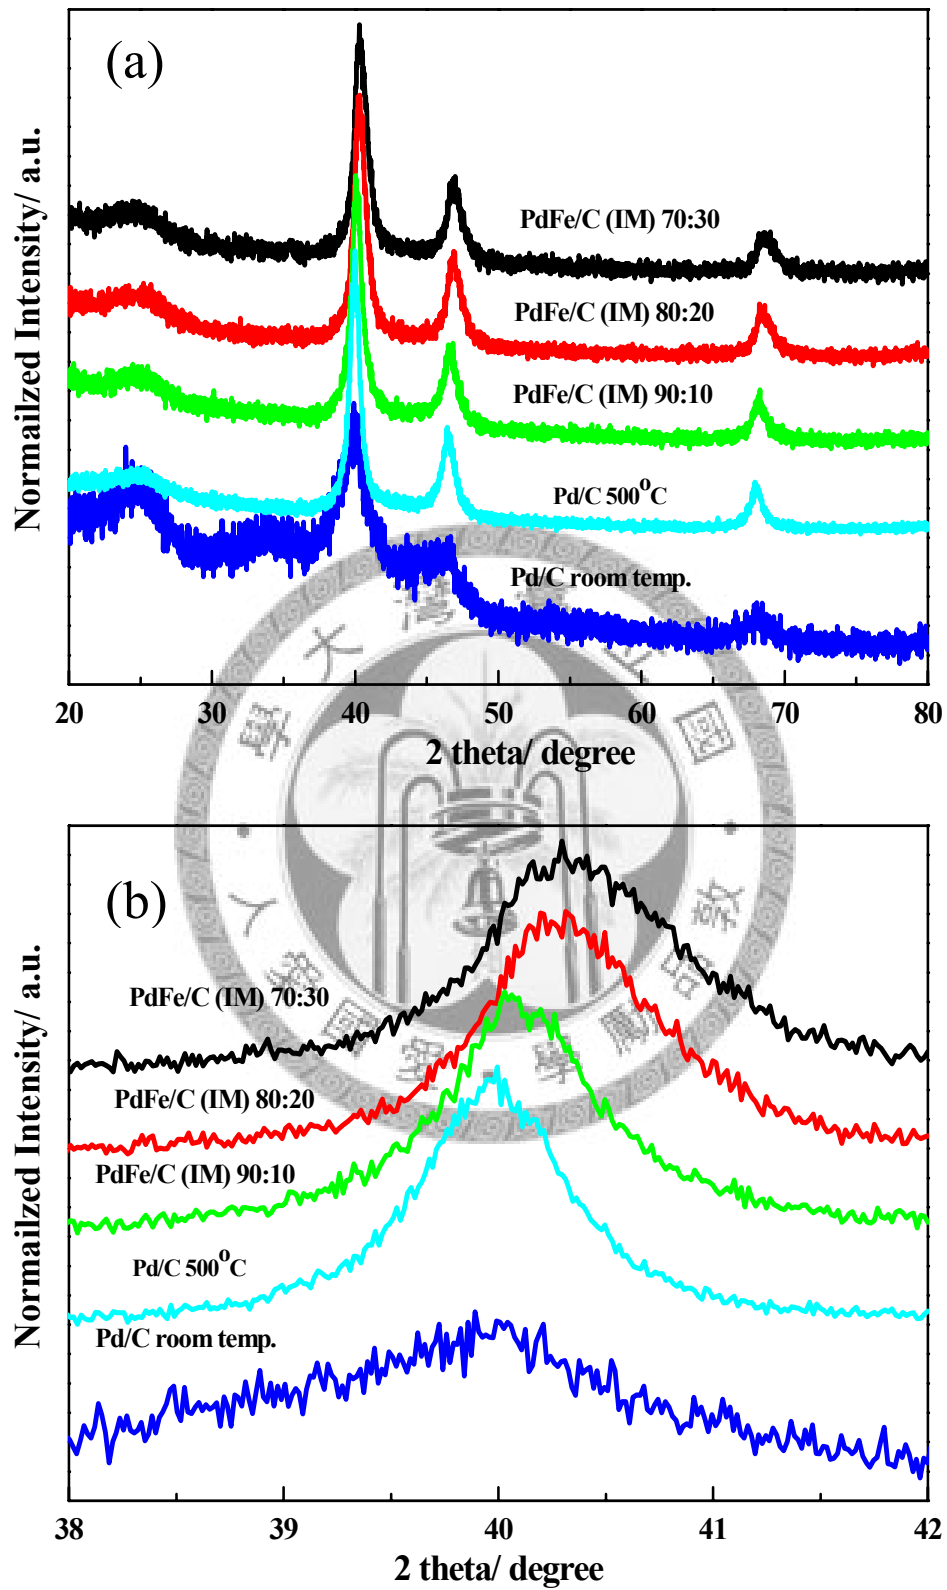 (a)
Normailzed Intensity/ a.u.
PdFe/C (IM) 70:30
PdFe/C (IM) 80:20
PdFe/C (IM) 90:10
Pd/C 500°C
Pd/C room temp.
20 30 40 50 60 70 80
2 theta/ degree
(b)
Normailzed Intensity/ a.u.
PdFe/C (IM) 70:30
PdFe/C (IM) 80:20
PdFe/C (IM) 90:10
Pd/C 500°C
Pd/C room temp.
38 39 40 41 42
2 theta/ degree